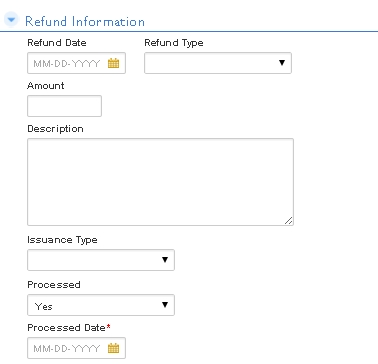 Refund Information
Refund Date Refund Type
MM-DD-YYYY
Amount
Description
Issuance Type
Processed
Yes
Processed Date*
MM-DD-YYYY